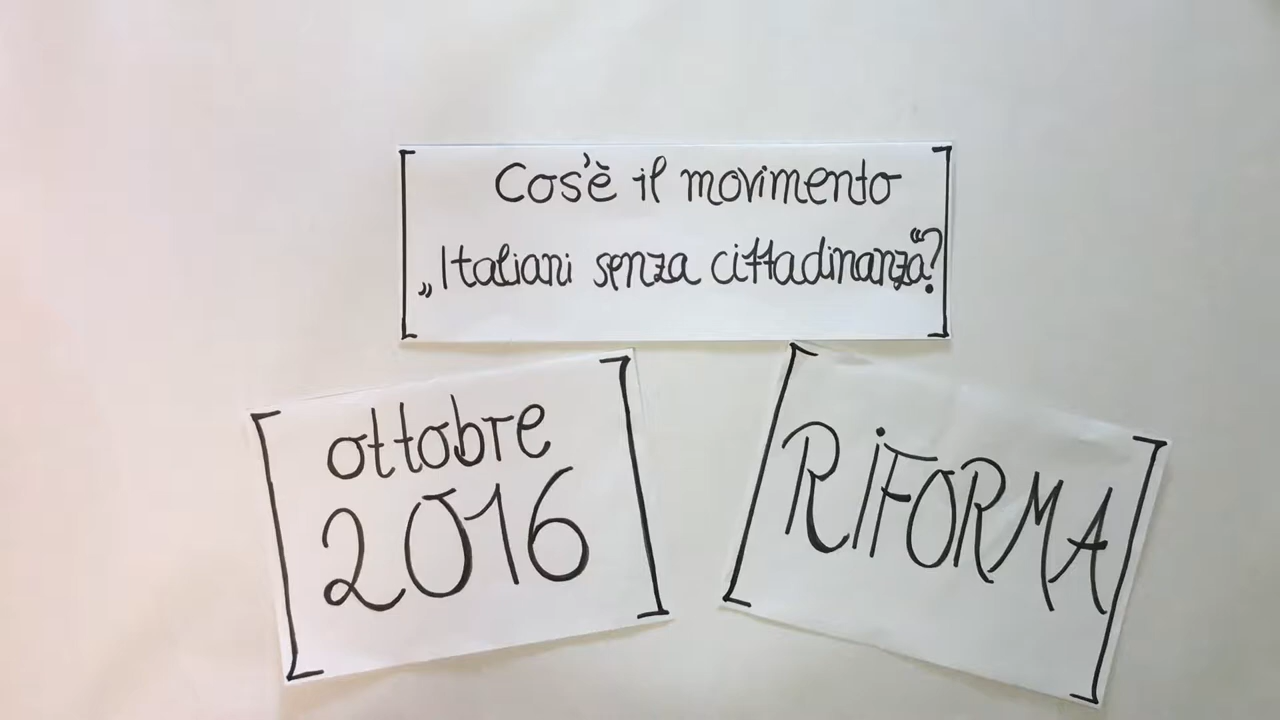 Cos'è il movimento
„Italiani senza cittadinanza“?
ottobre
2016
RiFORMA